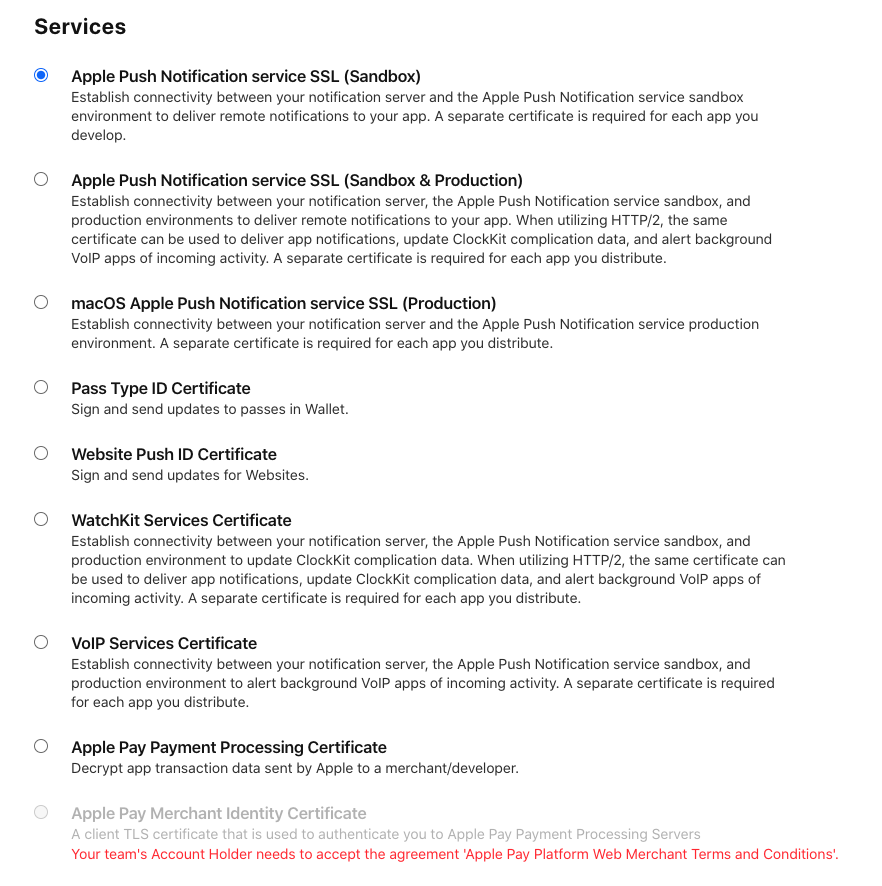 Services
Apple Push Notification service SSL (Sandbox)
Establish connectivity between your notification server and the Apple Push Notification service sandbox
environment to deliver remote notifications to your app. A separate certificate is required for each app you
develop.
Apple Push Notification service SSL (Sandbox & Production)
Establish connectivity between your notification server, the Apple Push Notification service sandbox, and
production environments to deliver remote notifications to your app. When utilizing HTTP/2, the same
certificate can be used to deliver app notifications, update ClockKit complication data, and alert background
VoIP apps of incoming activity. A separate certificate is required for each app you distribute.
macOS Apple Push Notification service SSL (Production)
Establish connectivity between your notification server and the Apple Push Notification service production
environment. A separate certificate is required for each app you distribute.
Pass Type ID Certificate
Sign and send updates to passes in Wallet.
Website Push ID Certificate
Sign and send updates for Websites.
WatchKit Services Certificate
Establish connectivity between your notification server, the Apple Push Notification service sandbox, and
production environment to update ClockKit complication data. When utilizing HTTP/2, the same certificate can
be used to deliver app notifications, update ClockKit complication data, and alert background VoIP apps of
incoming activity. A separate certificate is required for each app you distribute.
VoIP Services Certificate
Establish connectivity between your notification server, the Apple Push Notification service sandbox, and
production environment to alert background VoIP apps of incoming activity. A separate certificate is required
for each app you distribute.
Apple Pay Payment Processing Certificate
Decrypt app transaction data sent by Apple to a merchant/developer.
Apple Pay Merchant Identity Certificate
A client TLS certificate that is used to authenticate you to Apple Pay Payment Processing Servers
Your team's Account Holder needs to accept the agreement 'Apple Pay Platform Web Merchant Terms and Conditions'.